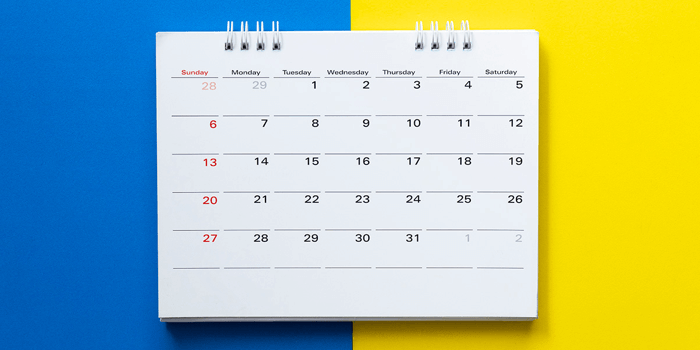 Sunday Monday Tuesday Wednesday Thursday Friday Saturday
28 29 1 2 3 4 5
6 7 8 9 10 11 12
13 14 15 16 17 18 19
20 21 22 23 24 25 26
27 28 29 30 31 1 2